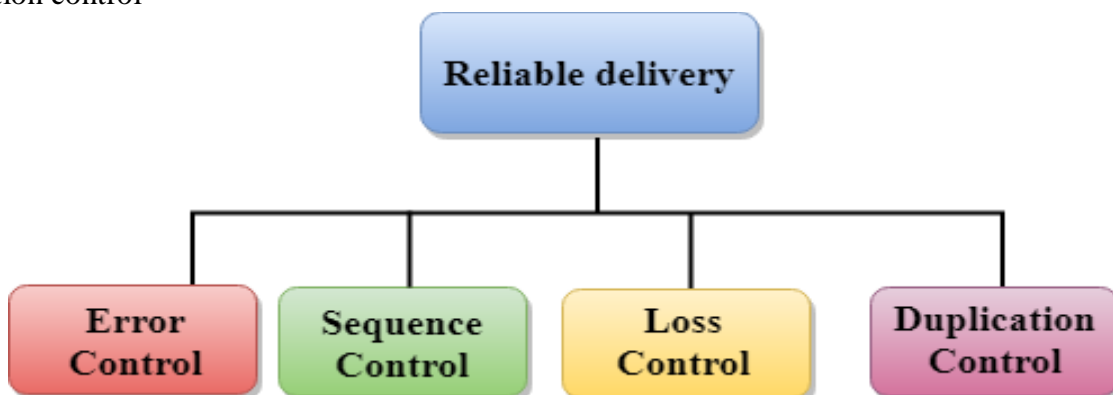 Reliable delivery
Error
Control
Sequence
Control
Loss
Control
Duplication
Control